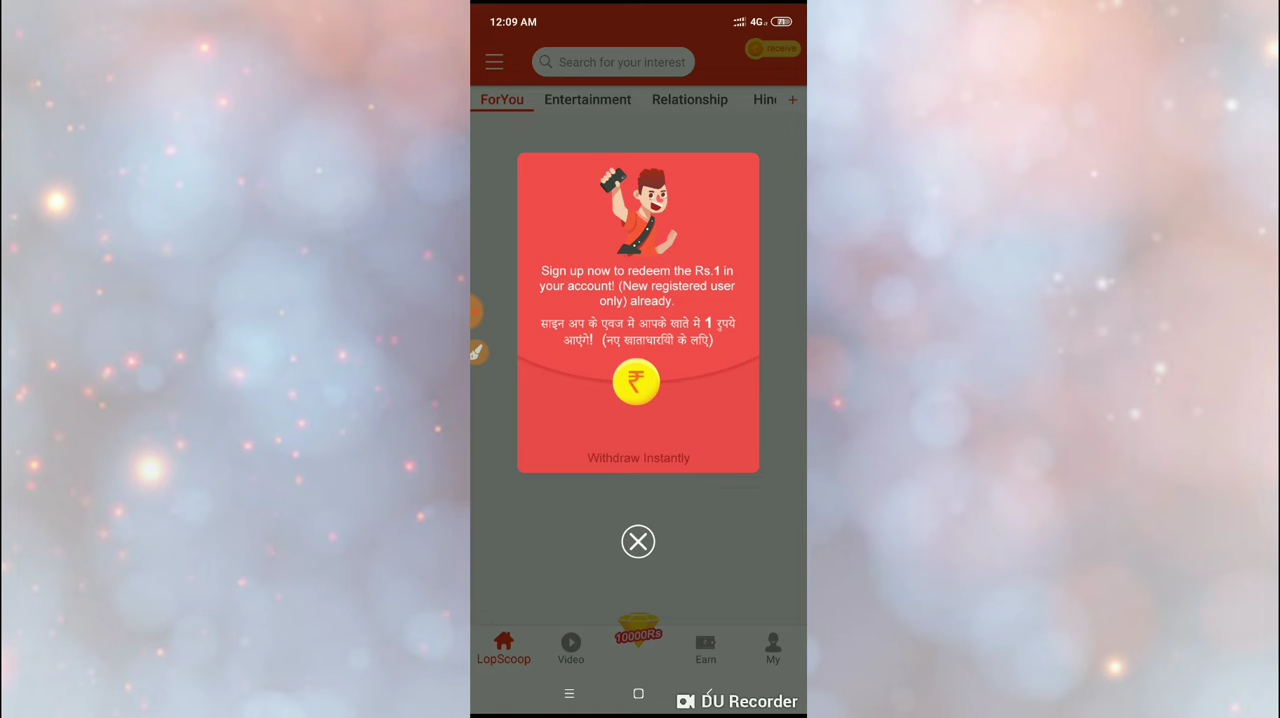 12:09 AM
4G
71
receive
Search for your interest
ForYou
Entertainment
Relationship
Hin
+
Sign up now to redeem the Rs.1 in
your account! (New registered user
only) already.
साइन अप के एवज में आपके खाते में 1 रुपये
आएंगे! (नए खाताधारियों के लिए)
₹
Withdraw Instantly
10000Rs
LopScoop
Video
Earn
My
DU Recorder